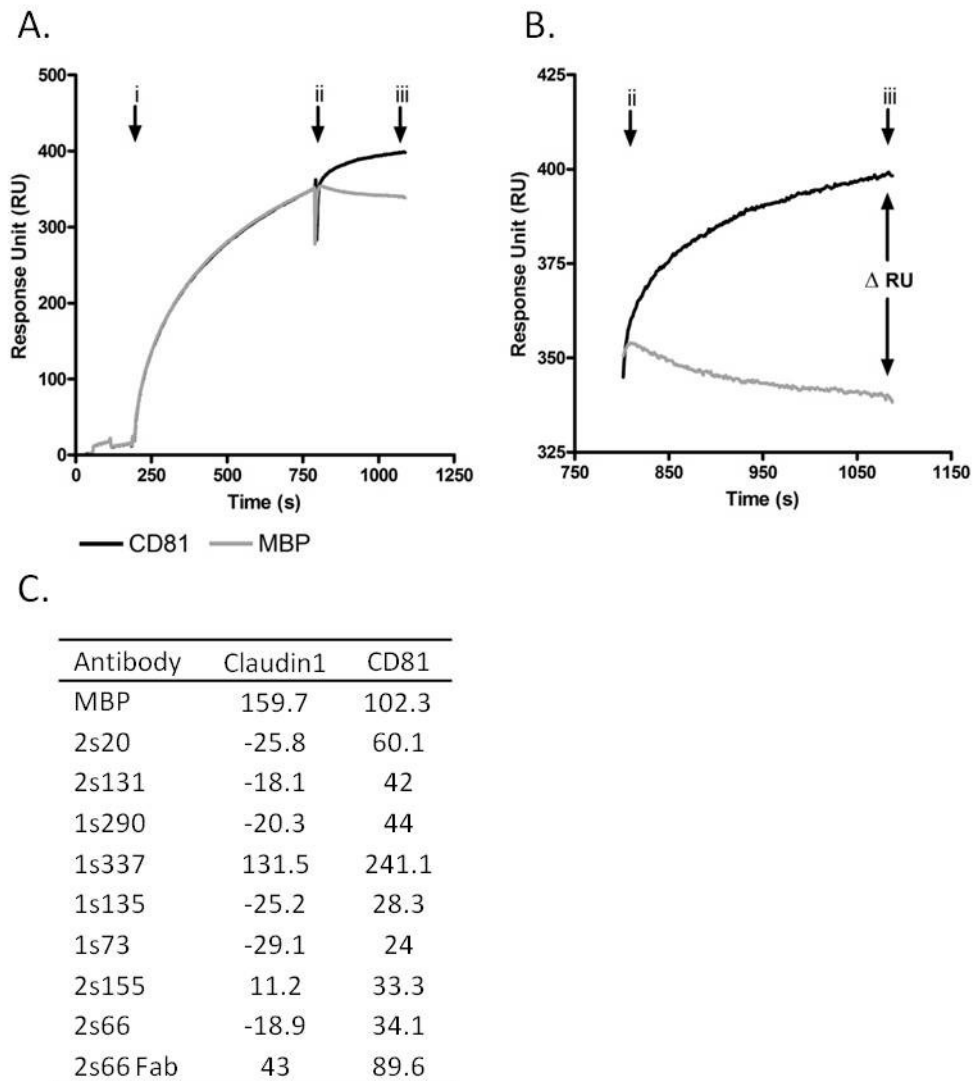 A.
B.
500
400
300
200
100
0
Response Unit (RU)
i
ii
iii
0 250 500 750 1000 1250
Time (s)
CD81 MBP
425
400
375
350
325
Response Unit (RU)
ii
iii
Δ RU
750 850 950 1050 1150
Time (s)
C.
Antibody Claudin1 CD81
MBP 159.7 102.3
2s20 -25.8 60.1
2s131 -18.1 42
1s290 -20.3 44
1s337 131.5 241.1
1s135 -25.2 28.3
1s73 -29.1 24
2s155 11.2 33.3
2s66 -18.9 34.1
2s66 Fab 43 89.6